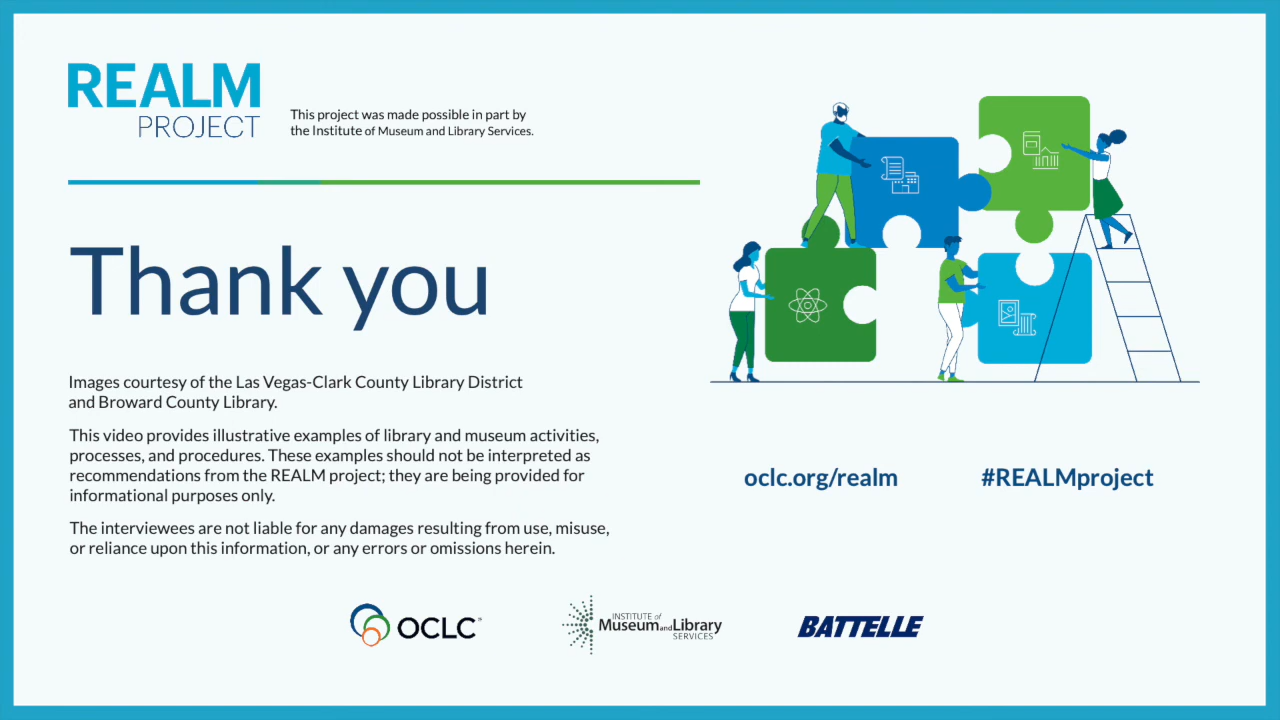 REALM
PROJECT
This project was made possible in part by
the Institute of Museum and Library Services.
Thank you
Images courtesy of the Las Vegas-Clark County Library District
and Broward County Library.
This video provides illustrative examples of library and museum activities,
processes, and procedures. These examples should not be interpreted as
recommendations from the REALM project; they are being provided for
informational purposes only.
The interviewees are not liable for any damages resulting from use, misuse,
or reliance upon this information, or any errors or omissions herein.
oclc.org/realm
#REALMproject
OCLC
INSTITUTE of
Museum and Library
SERVICES
BATTELLE